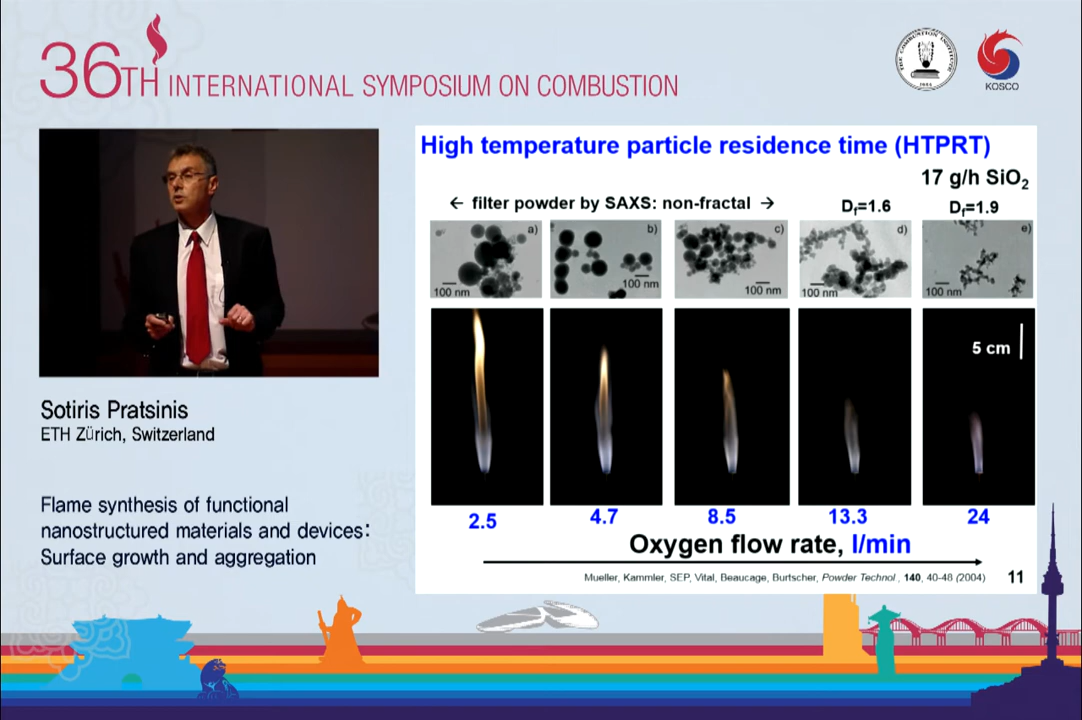 36TH INTERNATIONAL SYMPOSIUM ON COMBUSTION
THE COMBUSTION INSTITUTE
KOSCO
Sotiris Pratsinis
ETH Zürich, Switzerland
Flame synthesis of functional
nanostructured materials and devices:
Surface growth and aggregation
High temperature particle residence time (HTPRT)
17 g/h SiO₂
← filter powder by SAXS: non-fractal →
Df=1.6
Df=1.9
a)
b)
c)
d)
e)
100 nm
100 nm
100 nm
100 nm
100 nm
5 cm
2.5
4.7
8.5
13.3
24
Oxygen flow rate, l/min
Mueller, Kammler, SEP, Vital, Beaucage, Burtscher, Powder Technol., 140, 40-48 (2004)
11